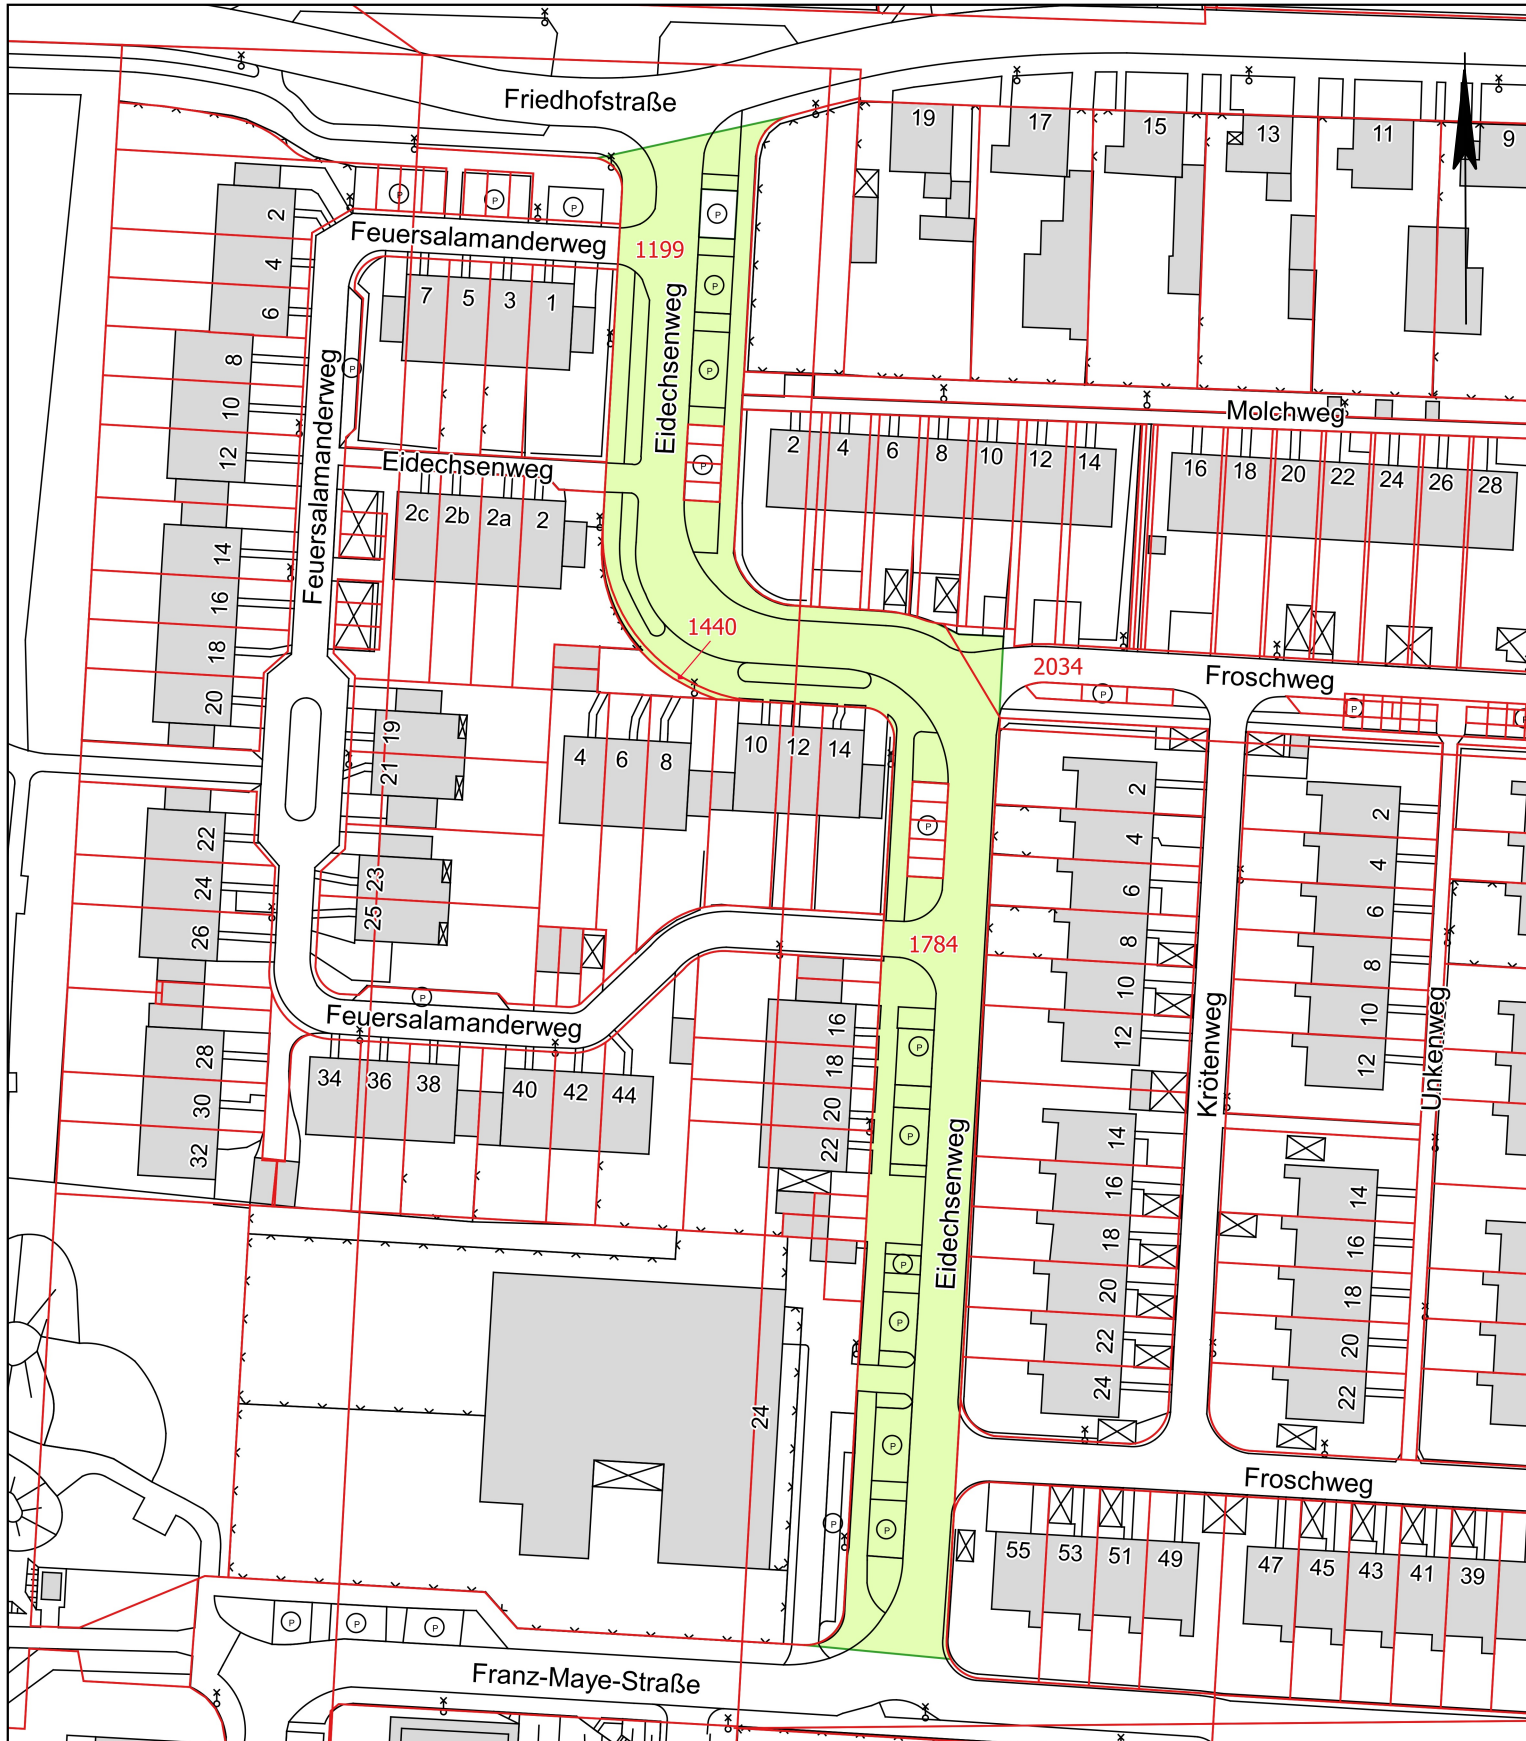 Friedhofstraße
19
17
15
13
11
9
P
P
P
P
2
4
6
Feuersalamanderweg
1199
7
5
3
1
P
P
P
Eidechsenweg
Feuersalamanderweg
8
10
12
Molchweg
2
4
6
8
10
12
14
16
18
20
22
24
26
28
P
Eidechsenweg
2c
2b
2a
2
14
16
18
20
1440
2034
Froschweg
P
P
P
19
21
4
6
8
10
12
14
P
22
24
26
23
25
1784
2
4
6
8
10
12
2
4
6
8
10
12
P
Feuersalamanderweg
28
30
32
34
36
38
40
42
44
16
18
20
22
P
P
Eidechsenweg
Krötenweg
Unkenweg
14
16
18
20
22
24
14
16
18
20
22
P
P
24
P
P
P
Froschweg
55
53
51
49
47
45
43
41
39
P
P
P
Franz-Maye-Straße